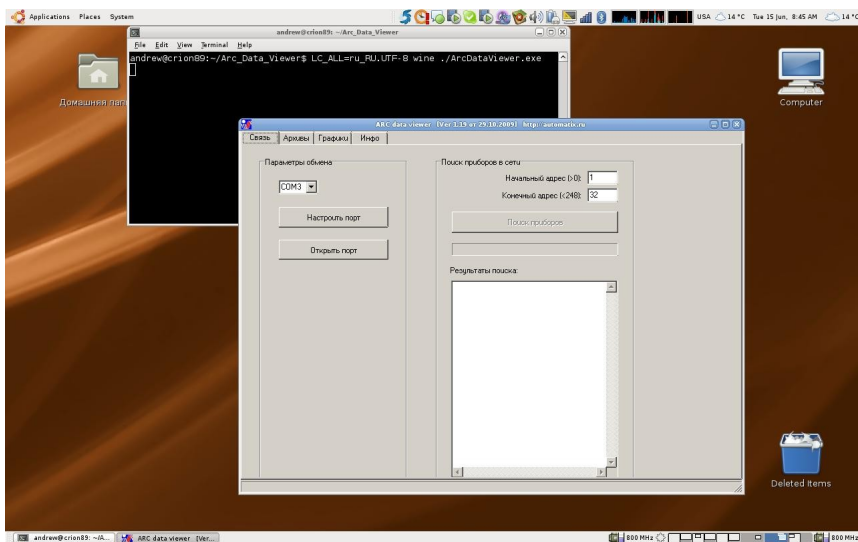 Applications Places System
USA 14 °C Tue 15 Jun, 8:45 AM 14 °C
andrew@crion89: ~/Arc_Data_Viewer
File Edit View Terminal Help
andrew@crion89:~/Arc_Data_Viewer$ LC_ALL=ru_RU.UTF-8 wine ./ArcDataViewer.exe
Домашняя пап
Computer
ARC data viewer [Ver 1.19 от 29.10.2009] http://automatix.ru
Связь Архивы Графики Инфо
Параметры обмена
COM3
Настроить порт
Открыть порт
Поиск приборов в сети
Начальный адрес (>0): 1
Конечный адрес (<248): 32
Поиск приборов
Результаты поиска:
Deleted Items
andrew@crion89: ~/A... ARC data viewer [Ver... 800 MHz 800 MHz